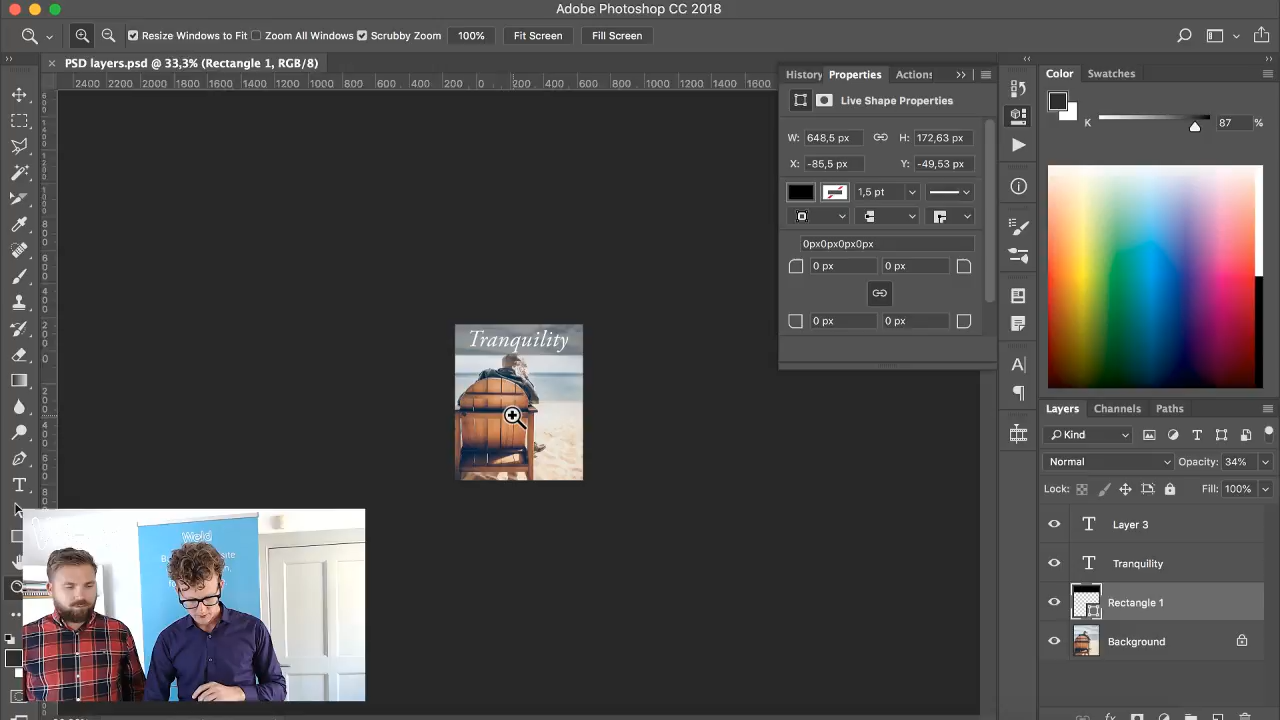 Adobe Photoshop CC 2018
Resize Windows to Fit Zoom All Windows Scrubby Zoom 100% Fit Screen Fill Screen
PSD layers.psd @ 33,3% (Rectangle 1, RGB/8)
2400 2200 2000 1800 1600 1400 1200 1000 800 600 400 200 0 200 400 600 800 1000 1200 1400 1600
History Properties Actions
Color Swatches
Live Shape Properties
K 87 %
W: 648,5 px H: 172,63 px
X: -85,5 px Y: -49,53 px
1,5 pt
0px0px0px0px
0 px 0 px
0 px 0 px
Tranquility
Layers Channels Paths
Kind
Normal Opacity: 34%
Lock: Fill: 100%
T Layer 3
T Tranquility
Rectangle 1
Background
Weld